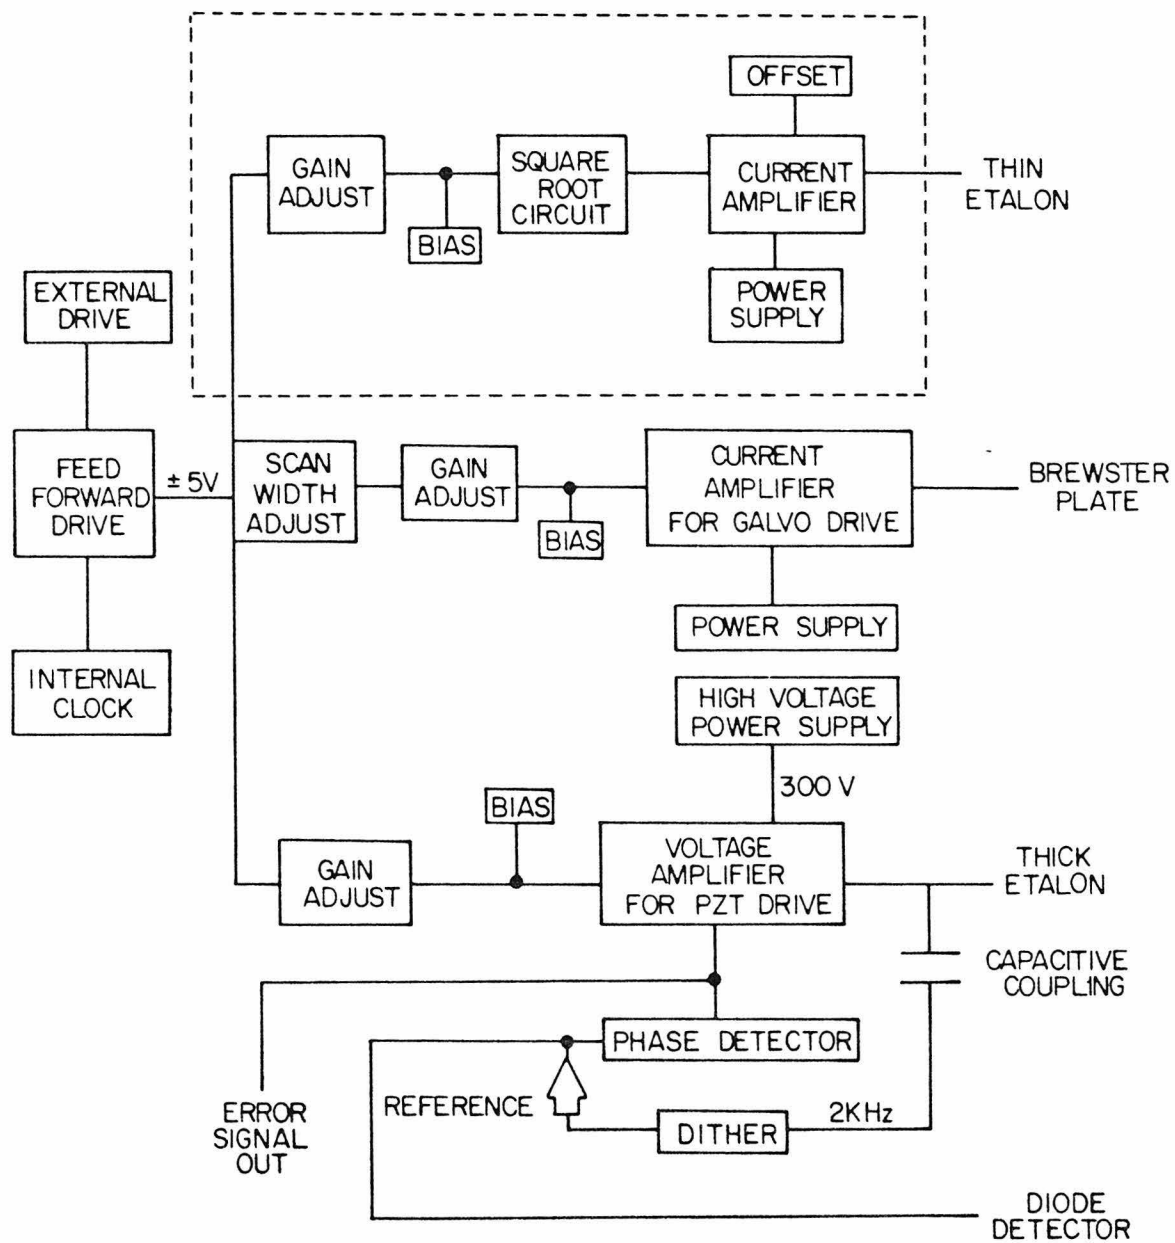 OFFSET
GAIN
ADJUST
SQUARE
ROOT
CIRCUIT
CURRENT
AMPLIFIER
THIN
ETALON
BIAS
POWER
SUPPLY
EXTERNAL
DRIVE
FEED
FORWARD
DRIVE
± 5V
SCAN
WIDTH
ADJUST
GAIN
ADJUST
CURRENT
AMPLIFIER
FOR GALVO DRIVE
BREWSTER
PLATE
BIAS
POWER SUPPLY
INTERNAL
CLOCK
HIGH VOLTAGE
POWER SUPPLY
300 V
BIAS
GAIN
ADJUST
VOLTAGE
AMPLIFIER
FOR PZT DRIVE
THICK
ETALON
CAPACITIVE
COUPLING
PHASE DETECTOR
REFERENCE
DITHER
2KHz
ERROR
SIGNAL
OUT
DIODE
DETECTOR